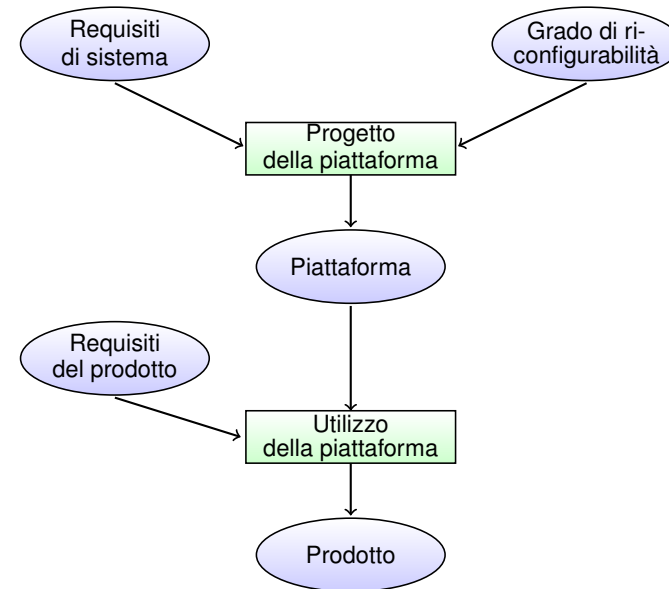 Requisiti
di sistema
Grado di ri-
configurabilità
Progetto
della piattaforma
Piattaforma
Requisiti
del prodotto
Utilizzo
della piattaforma
Prodotto